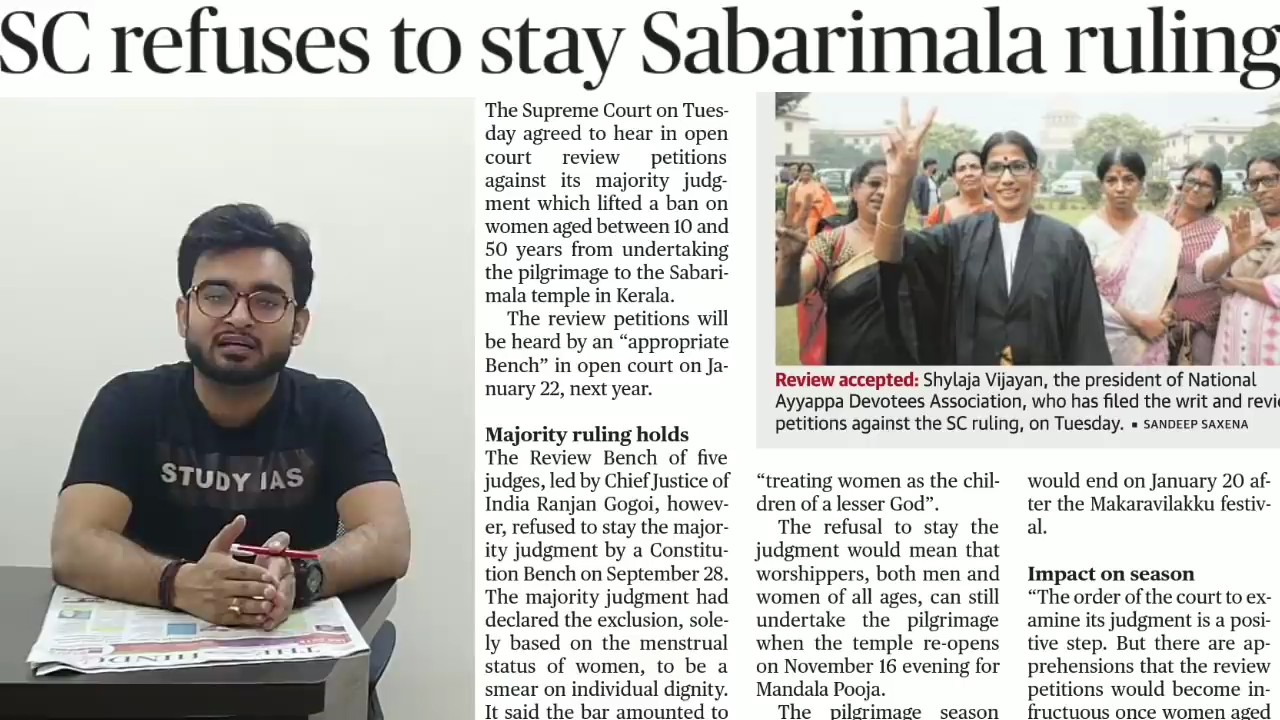 SC refuses to stay Sabarimala ruling
The Supreme Court on Tues-
day agreed to hear in open
court review petitions
against its majority judg-
ment which lifted a ban on
women aged between 10 and
50 years from undertaking
the pilgrimage to the Sabari-
mala temple in Kerala.
The review petitions will
be heard by an “appropriate
Bench” in open court on Ja-
nuary 22, next year.
Majority ruling holds
The Review Bench of five
judges, led by Chief Justice of
India Ranjan Gogoi, howev-
er, refused to stay the major-
ity judgment by a Constitu-
tion Bench on September 28.
The majority judgment had
declared the exclusion, sole-
ly based on the menstrual
status of women, to be a
smear on individual dignity.
It said the bar amounted to
Review accepted: Shylaja Vijayan, the president of National
Ayyappa Devotees Association, who has filed the writ and
petitions against the SC ruling, on Tuesday. ■ SANDEEP SAXENA
“treating women as the chil-
dren of a lesser God”.
The refusal to stay the
judgment would mean that
worshippers, both men and
women of all ages, can still
undertake the pilgrimage
when the temple re-opens
on November 16 evening for
Mandala Pooja.
The pilgrimage season
would end on January 20 af-
ter the Makaravilakku festiv-
al.
Impact on season
“The order of the court to ex-
amine its judgment is a posi-
tive step. But there are ap-
prehensions that the review
petitions would become in-
fructuous once women aged
STUDY IAS
THE HINDU